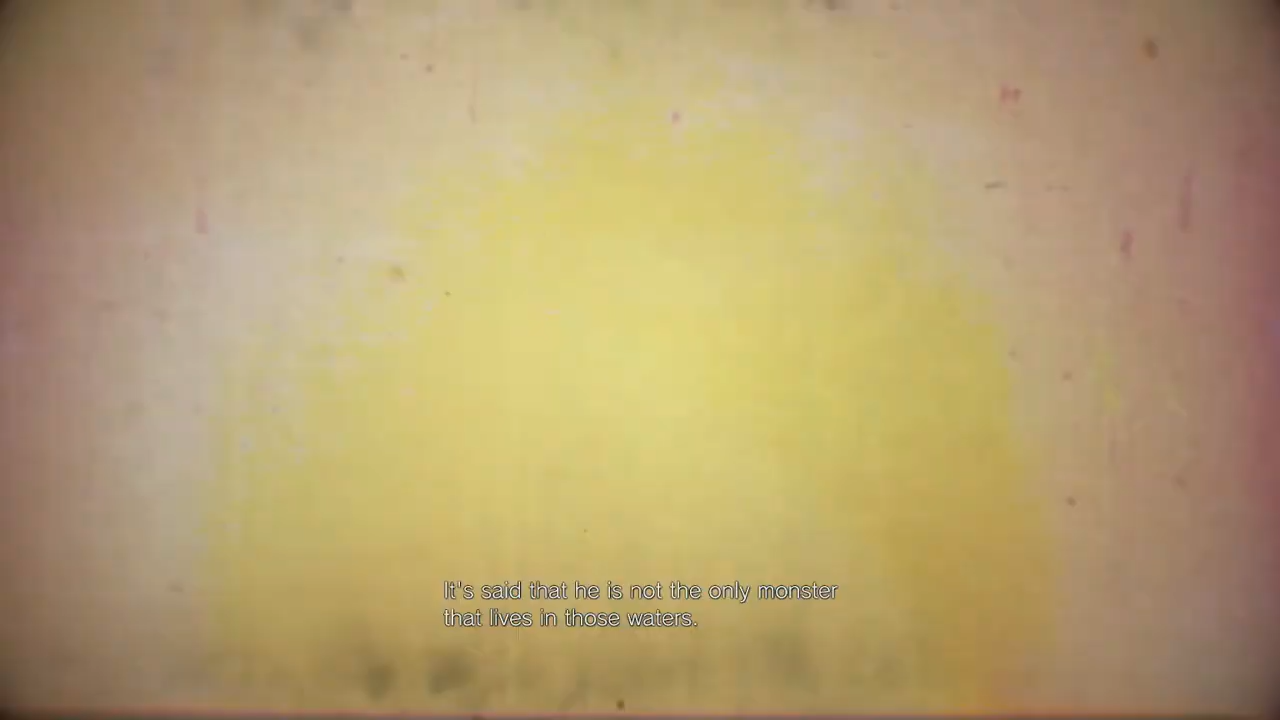 It's said that he is not the only monster
that lives in those waters.